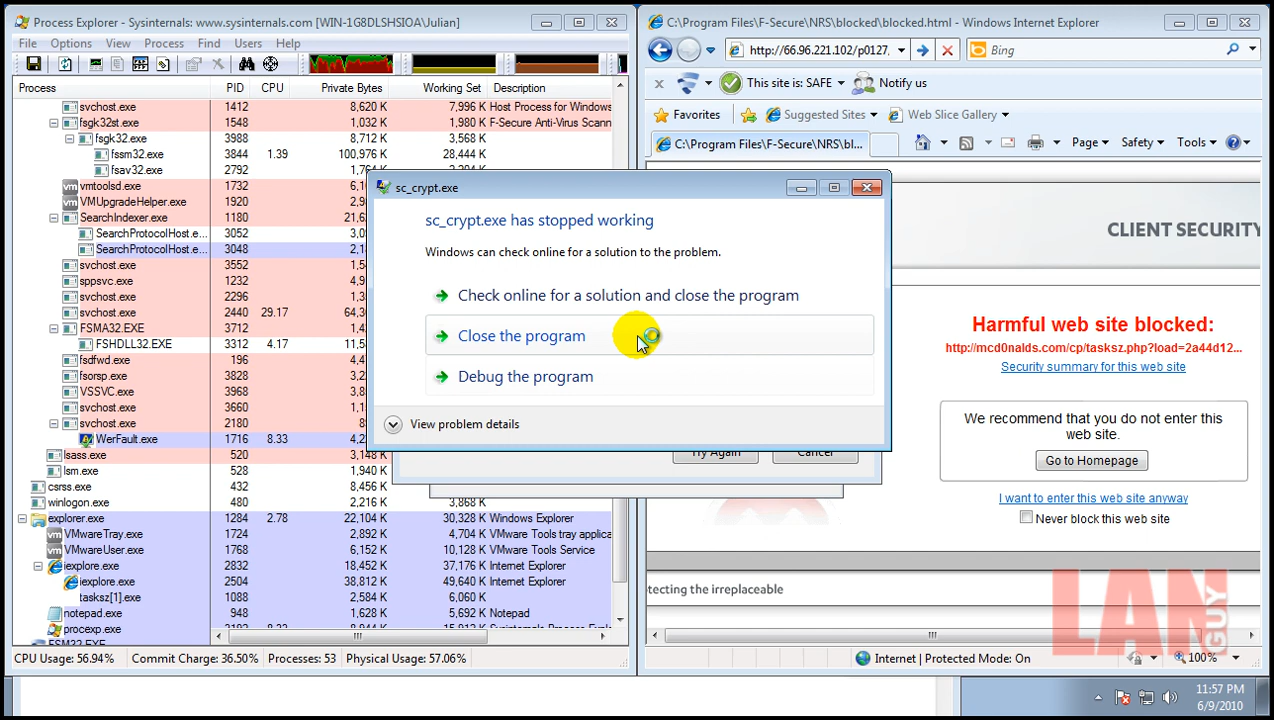 Process Explorer - Sysinternals: www.sysinternals.com [WIN-1G8DLSHSIOA\Julian]
File Options View Process Find Users Help
Process PID CPU Private Bytes Working Set Description
svchost.exe 1412 8,620 K 7,996 K Host Process for Windows
fsgk32st.exe 1548 1,032 K 1,980 K F-Secure Anti-Virus Scann
fsgk32.exe 3988 8,712 K 3,568 K
fssm32.exe 3844 1.39 100,976 K 28,444 K
fsav32.exe 2792
vmtoolsd.exe 1732
VMUpgradeHelper.exe 1972
SearchIndexer.exe 1180
SearchProtocolHost.e... 3052
SearchProtocolHost.e... 3048
svchost.exe 3552
sppsvc.exe 1232
svchost.exe 2296
svchost.exe 2440 29.17
FSMA32.EXE 3712
FSHDLL32.EXE 3312 4.17
fsdfwd.exe 196
fsorsp.exe 436
VSSVC.exe 2208
svchost.exe 3660
svchost.exe 2180
WerFault.exe 1716 8.33
lsass.exe 520 3,148 K
lsm.exe 528 1,940 K
csrss.exe 432 8,456 K
winlogon.exe 480 2,216 K 3,868 K
explorer.exe 1284 2.78 22,104 K 30,328 K Windows Explorer
VMwareTray.exe 1724 2,892 K 4,704 K VMware Tools tray applica
VMwareUser.exe 1768 6,152 K 10,128 K VMware Tools Service
iexplore.exe 2832 18,452 K 37,176 K Internet Explorer
iexplore.exe 2504 38,812 K 49,640 K Internet Explorer
tasksz[1].exe 1088 2,584 K 6,060 K
notepad.exe 948 1,628 K 5,692 K Notepad
procexp.exe
CPU Usage: 56.94% Commit Charge: 36.50% Processes: 53 Physical Usage: 57.06%
sc_crypt.exe
sc_crypt.exe has stopped working
Windows can check online for a solution to the problem.
Check online for a solution and close the program
Close the program
Debug the program
View problem details
Try Again Cancel
C:\Program Files\F-Secure\NRS\blocked\blocked.html - Windows Internet Explorer
http://66.96.221.102/p0127. Bing
This site is: SAFE Notify us
Favorites Suggested Sites Web Slice Gallery
C:\Program Files\F-Secure\NRS\bl... Page Safety Tools
CLIENT SECURITY
Harmful web site blocked:
http://mcd0nalds.com/cp/tasksz.php?load=2a44d12...
Security summary for this web site
We recommend that you do not enter this
web site.
Go to Homepage
I want to enter this web site anyway
Never block this web site
tecting the irreplaceable
LAN GUY
Internet | Protected Mode: On 100%
11:57 PM
6/9/2010